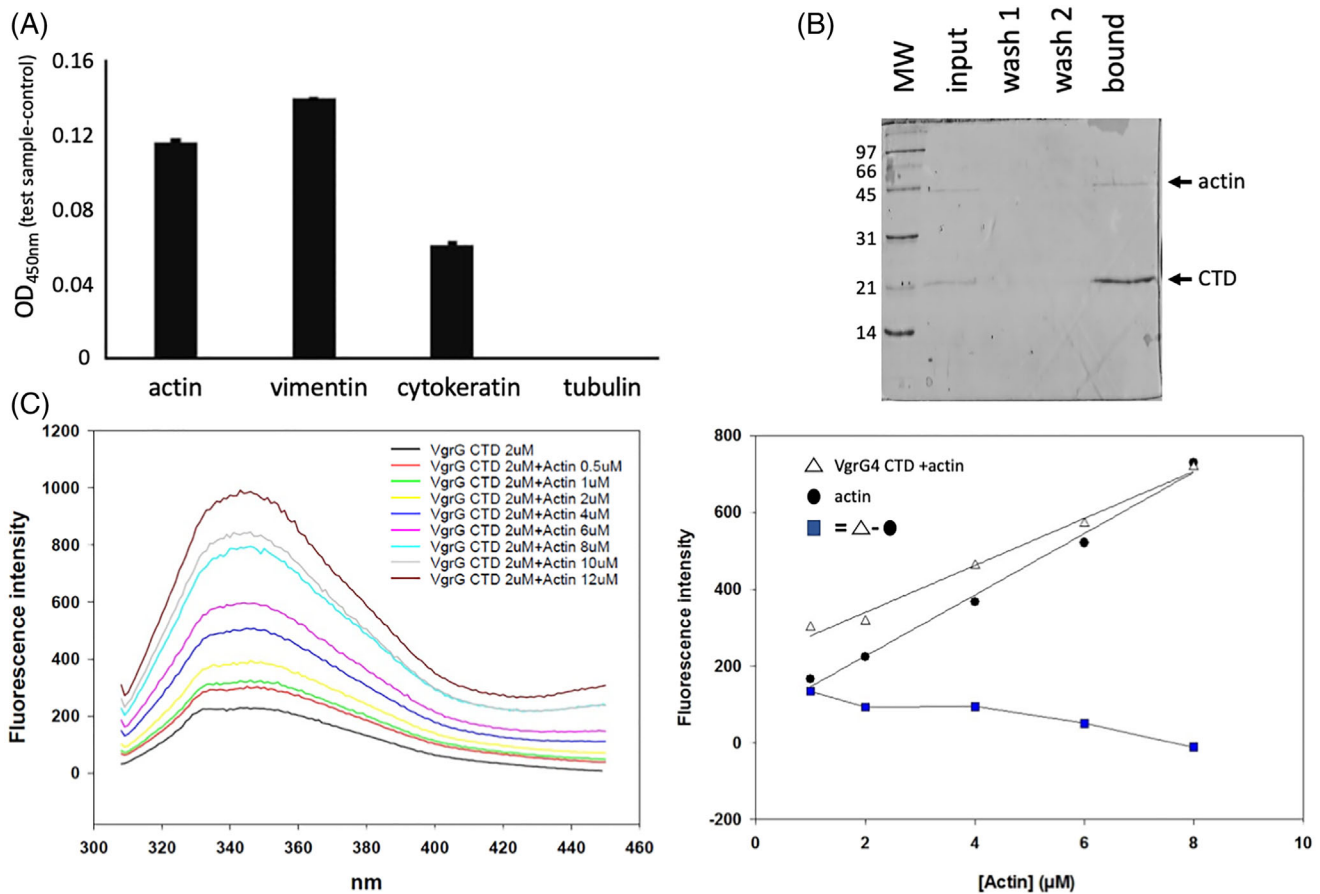 (A)
0.16
0.12
0.08
0.04
0
OD450nm (test sample-control)
actin vimentin cytokeratin tubulin
(B)
MW input wash 1 wash 2 bound
97
66
45
31
21
14
actin
CTD
(C)
1200
1000
800
600
400
200
0
Fluorescence intensity
VgrG CTD 2uM
VgrG CTD 2uM+Actin 0.5uM
VgrG CTD 2uM+Actin 1uM
VgrG CTD 2uM+Actin 2uM
VgrG CTD 2uM+Actin 4uM
VgrG CTD 2uM+Actin 6uM
VgrG CTD 2uM+Actin 8uM
VgrG CTD 2uM+Actin 10uM
VgrG CTD 2uM+Actin 12uM
300 320 340 360 380 400 420 440 460
nm
800
600
400
200
0
-200
Fluorescence intensity
△ VgrG4 CTD +actin
● actin
■ = △ - ●
0 2 4 6 8 10
[Actin] (µM)